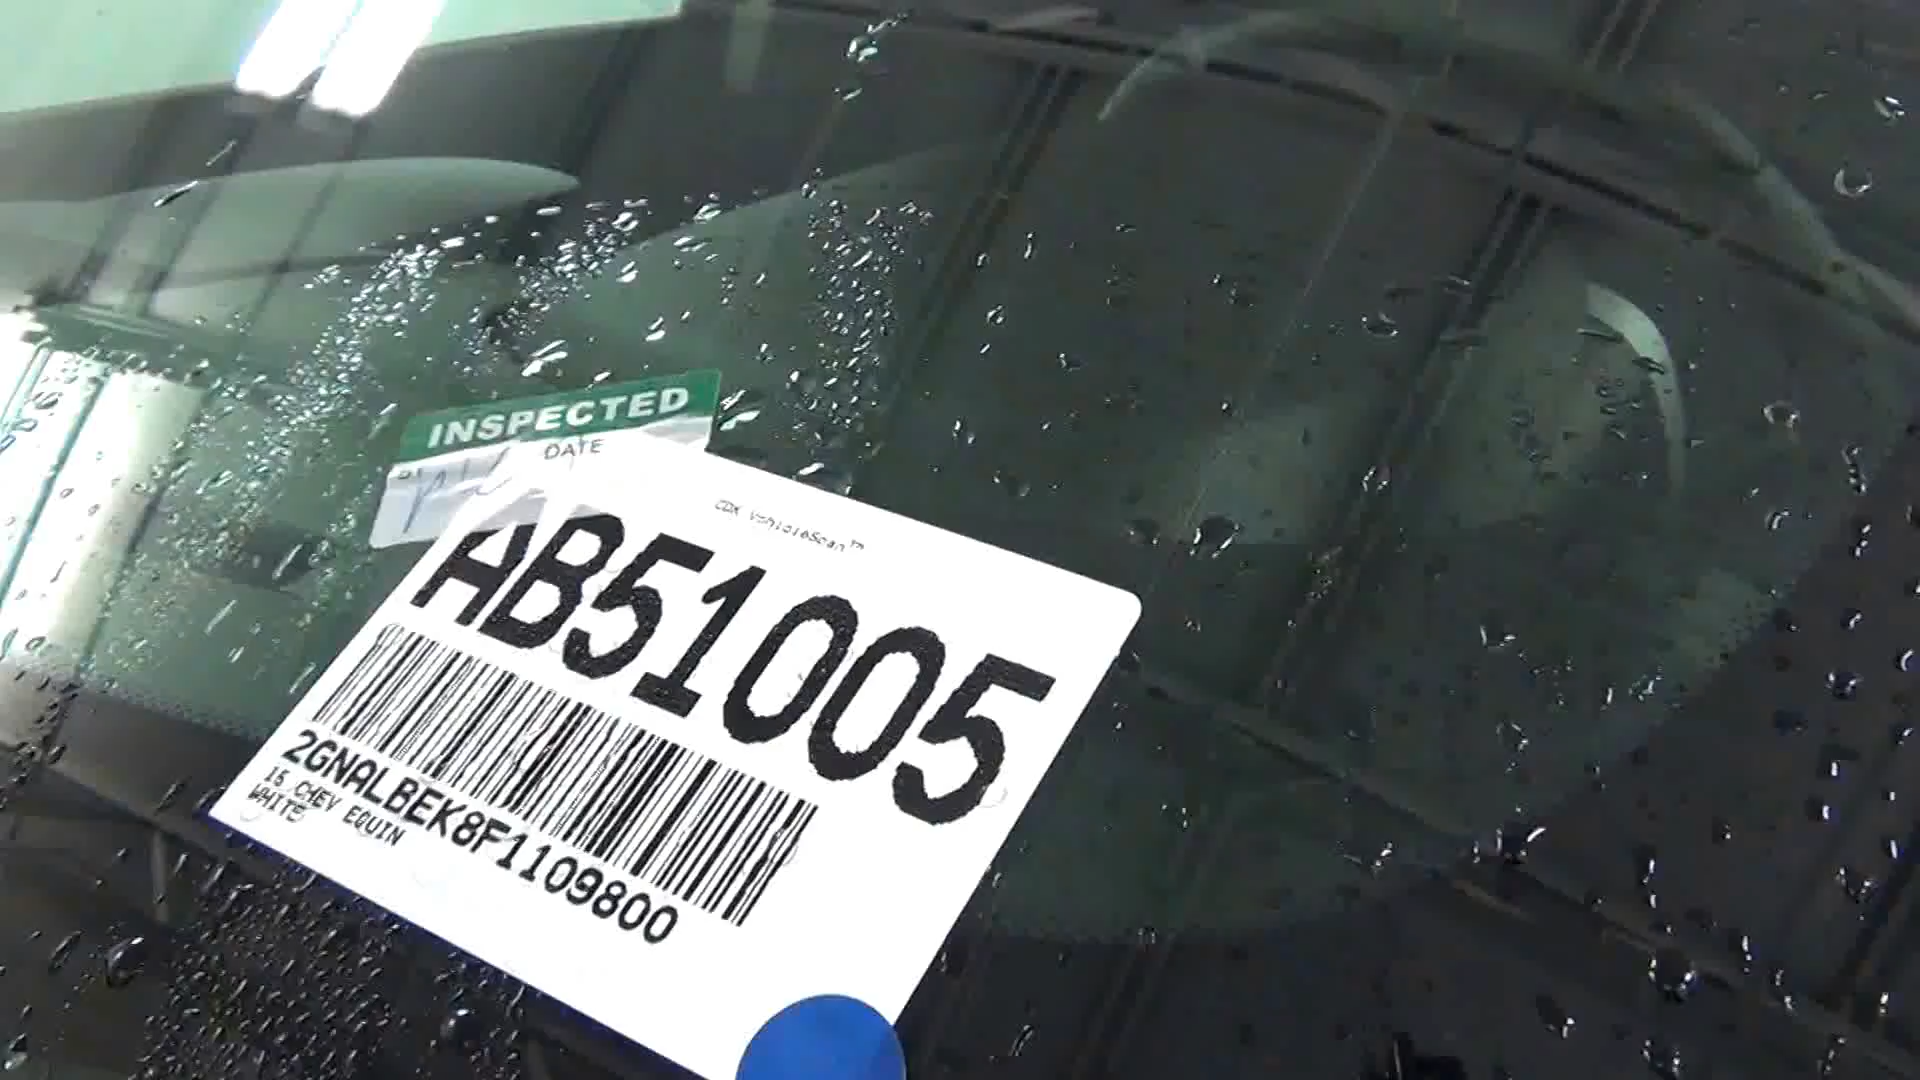 INSPECTED
DATE
CDK VehicleScan™
AB51005
2GNALBEK8F1109800
15 CHEV EQUIN
WHITE